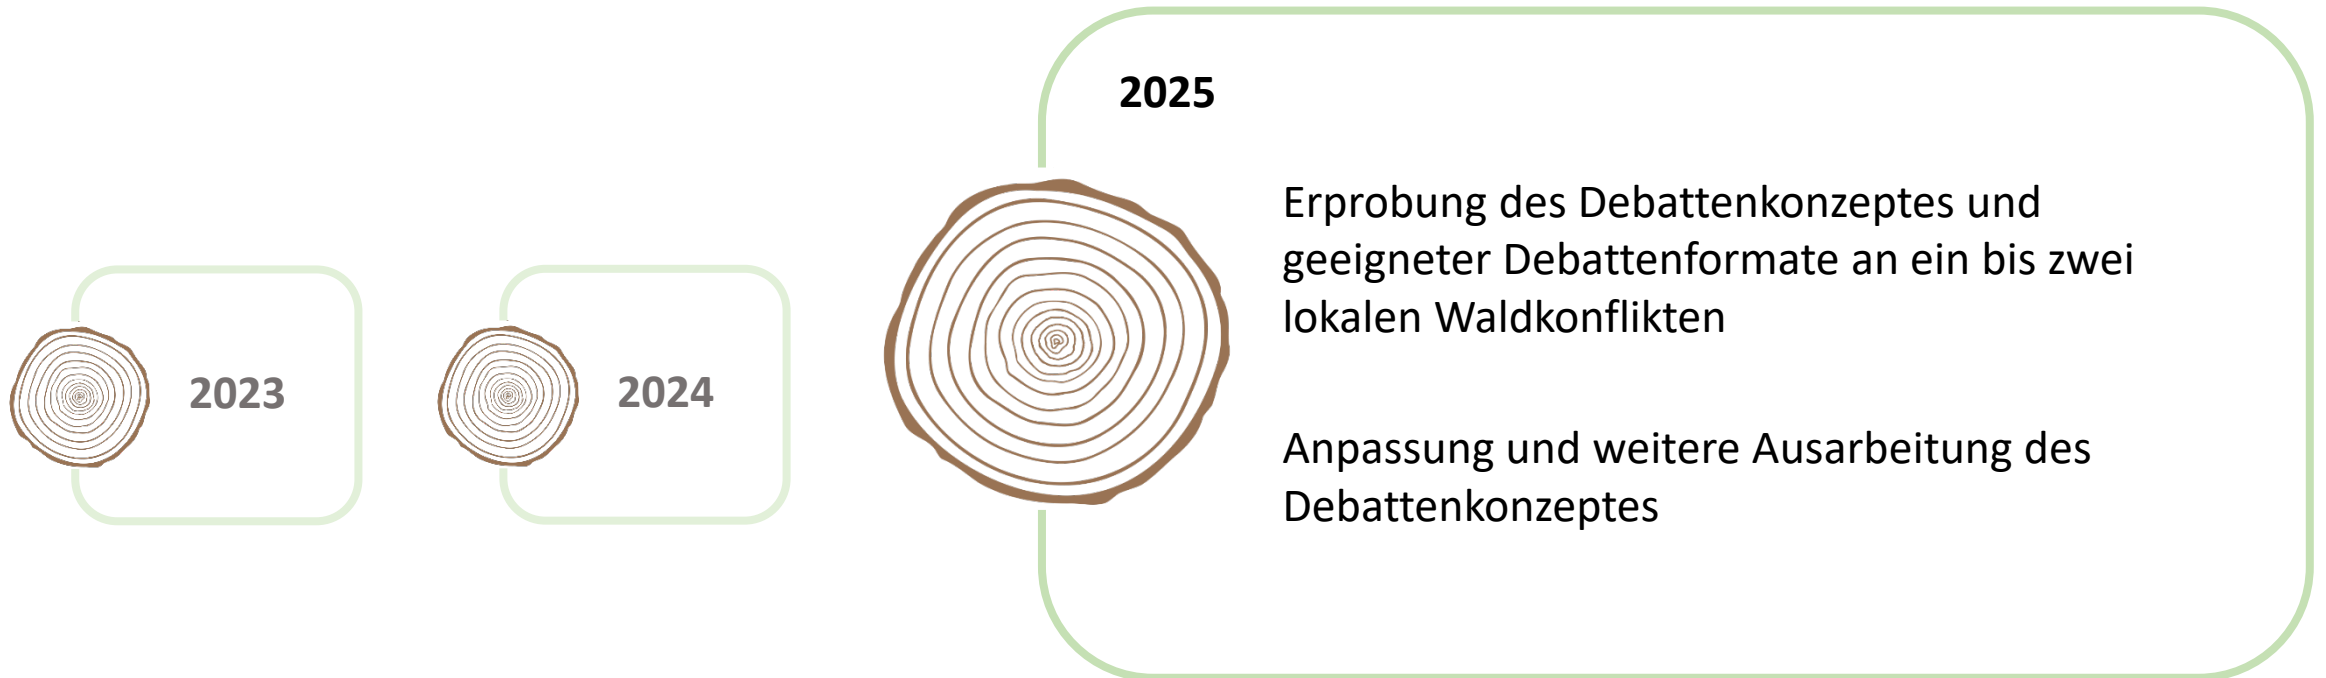 2023
2024
2025
Erprobung des Debattenkonzeptes und
geeigneter Debattenformate an ein bis zwei
lokalen Waldkonflikten
Anpassung und weitere Ausarbeitung des
Debattenkonzeptes